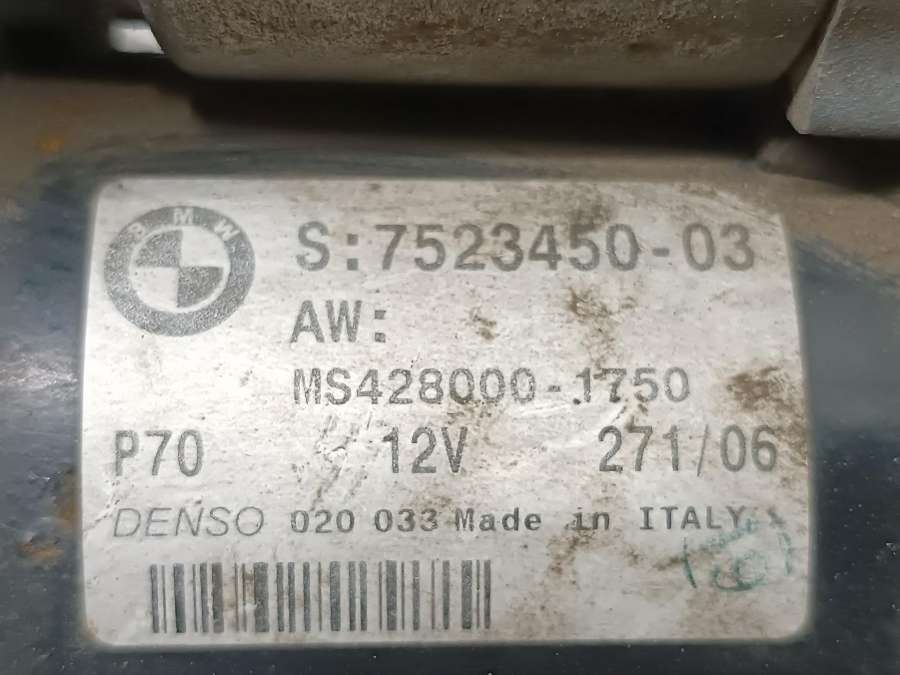 BMW
S:7523450-03
AW:
MS428000-1750
P70 12V 271/06
DENSO 020 033 Made in ITALY